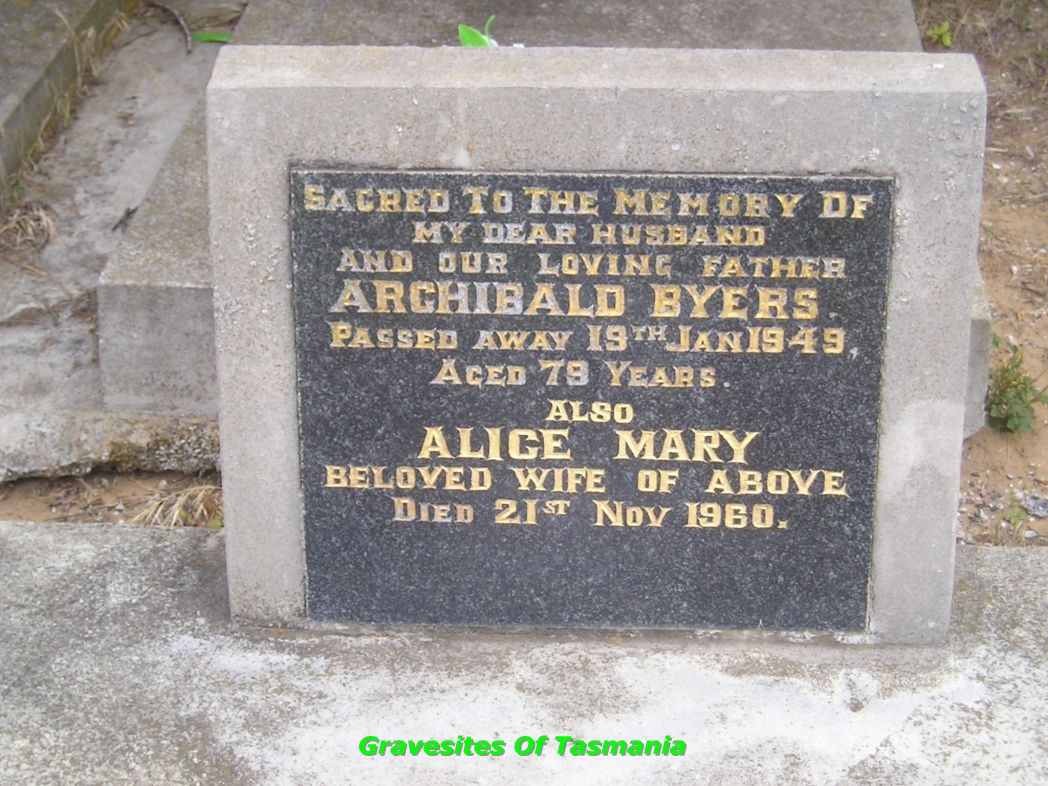 SACRED TO THE MEMORY OF
MY DEAR HUSBAND
AND OUR LOVING FATHER
ARCHIBALD BYERS.
PASSED AWAY 19TH JAN 1949,
AGED 79 YEARS.
ALSO
ALICE MARY
BELOVED WIFE OF ABOVE
DIED 21ST NOV 1960.
Gravesites Of Tasmania